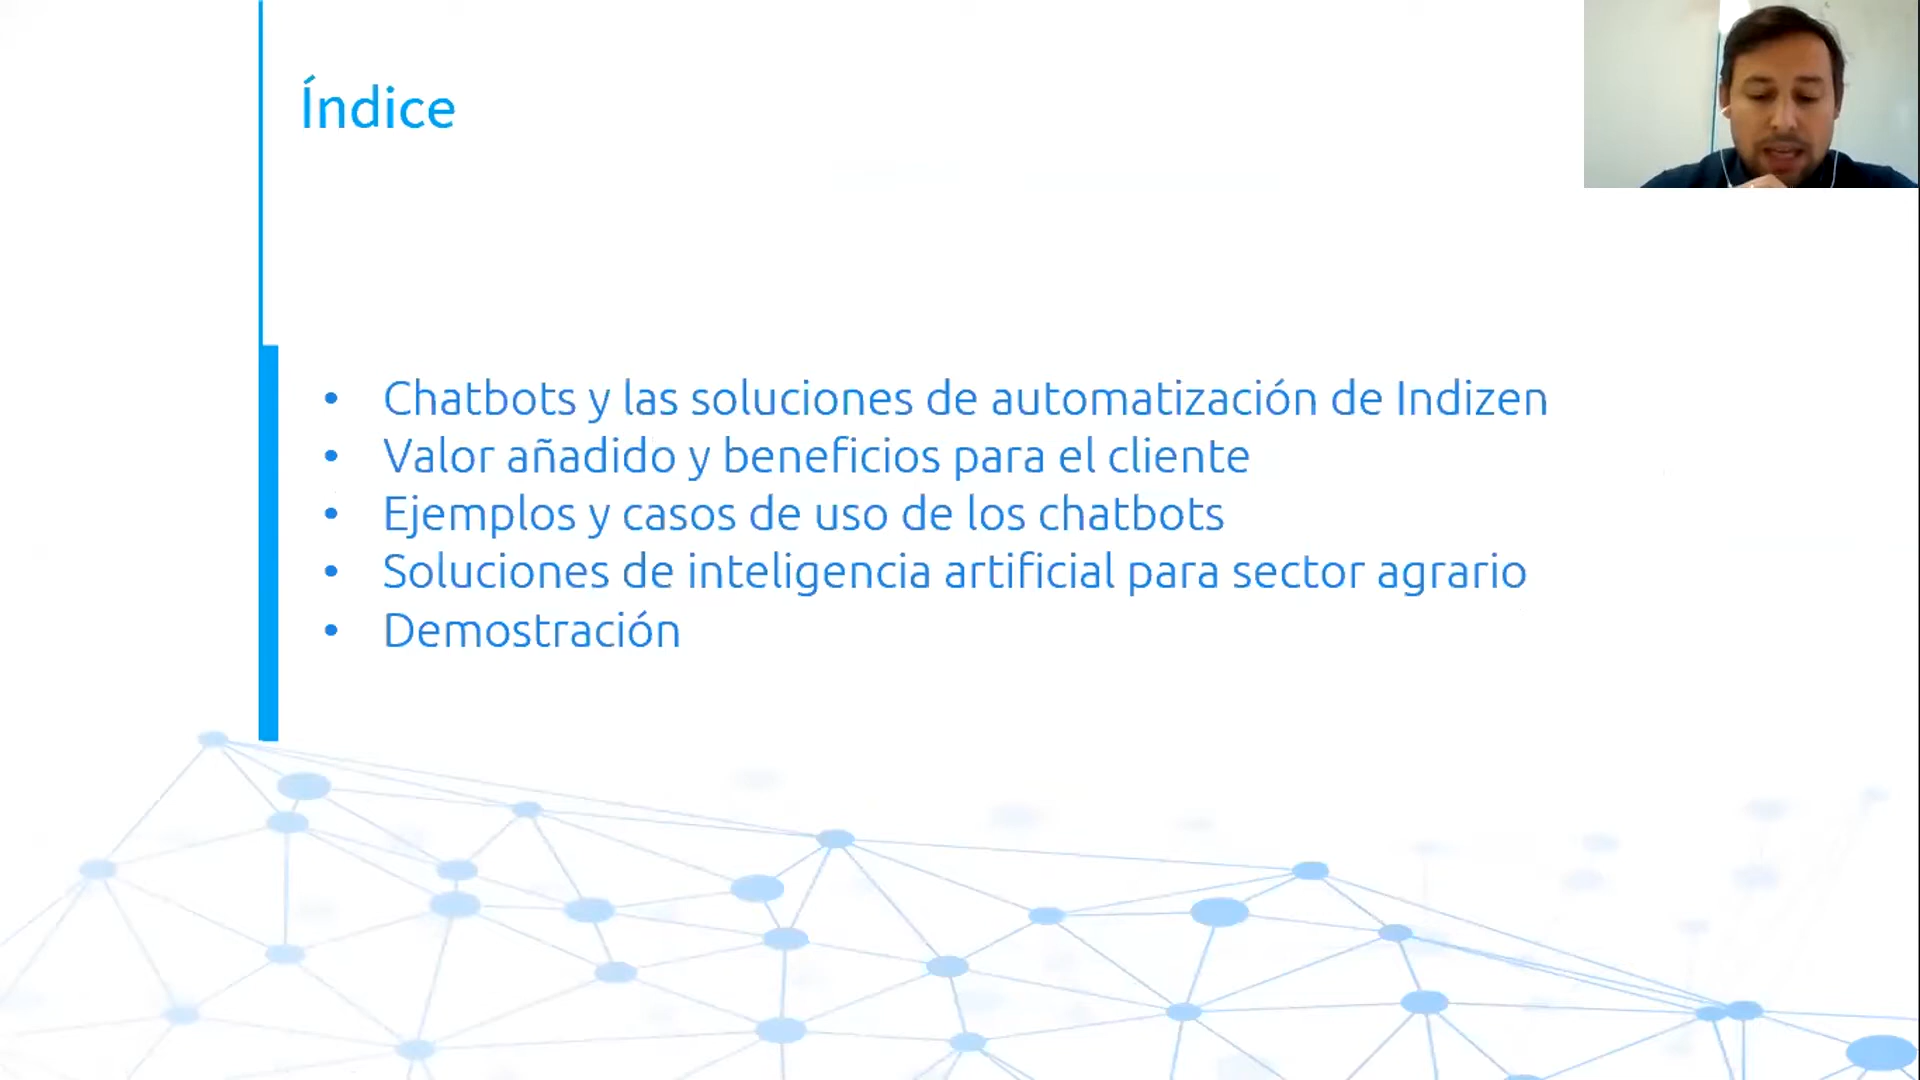 Índice
• Chatbots y las soluciones de automatización de Indizen
• Valor añadido y beneficios para el cliente
• Ejemplos y casos de uso de los chatbots
• Soluciones de inteligencia artificial para sector agrario
• Demostración